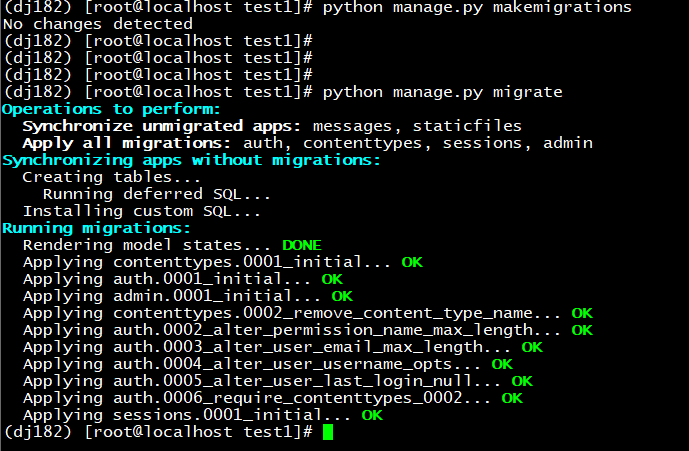 (dj182) [root@localhost test1]# python manage.py makemigrations
No changes detected
(dj182) [root@localhost test1]#
(dj182) [root@localhost test1]#
(dj182) [root@localhost test1]#
(dj182) [root@localhost test1]# python manage.py migrate
Operations to perform:
  Synchronize unmigrated apps: messages, staticfiles
  Apply all migrations: auth, contenttypes, sessions, admin
Synchronizing apps without migrations:
  Creating tables...
    Running deferred SQL...
  Installing custom SQL...
Running migrations:
  Rendering model states... DONE
  Applying contenttypes.0001_initial... OK
  Applying auth.0001_initial... OK
  Applying admin.0001_initial... OK
  Applying contenttypes.0002_remove_content_type_name... OK
  Applying auth.0002_alter_permission_name_max_length... OK
  Applying auth.0003_alter_user_email_max_length... OK
  Applying auth.0004_alter_user_username_opts... OK
  Applying auth.0005_alter_user_last_login_null... OK
  Applying auth.0006_require_contenttypes_0002... OK
  Applying sessions.0001_initial... OK
(dj182) [root@localhost test1]#